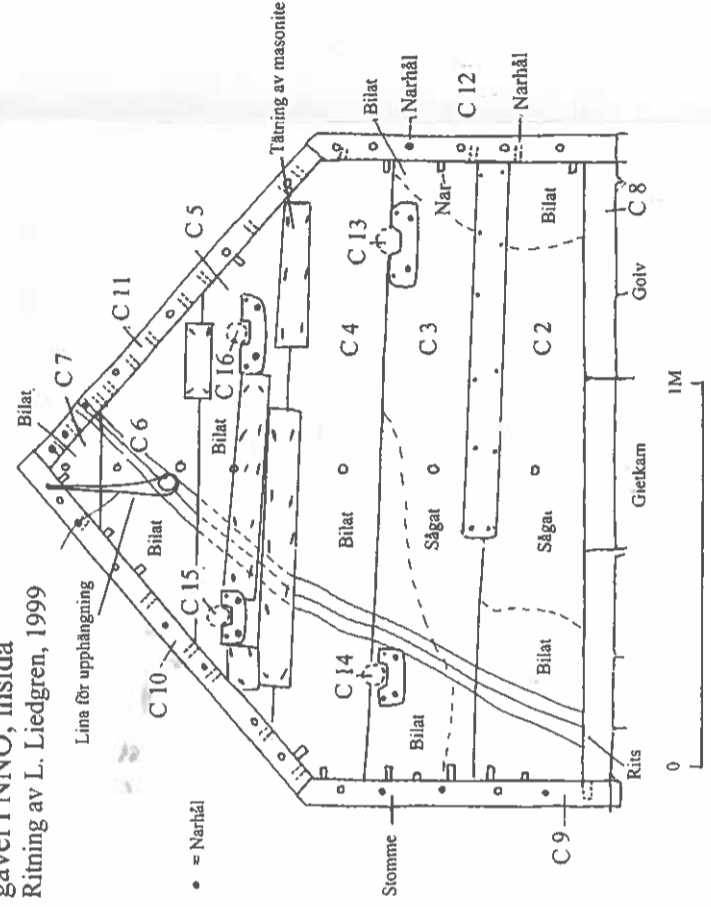 gavel i NNO, insida
Ritning av L. Liedgren, 1999
Tätning av masonite
Bilat
C 7
C 11
C 5
Bilat
Narhål
C 12
Narhål
Lina för upphängning
C 6
Bilat
Bilat
C 16
C 13
Nar
Bilat
C 10
C 15
C 4
C 3
C 2
C 8
• = Narhål
Bilat
Sågat
Sågat
Golv
C 14
Bilat
Bilat
Gietkam
Stomme
C 9
Rits
0
1M